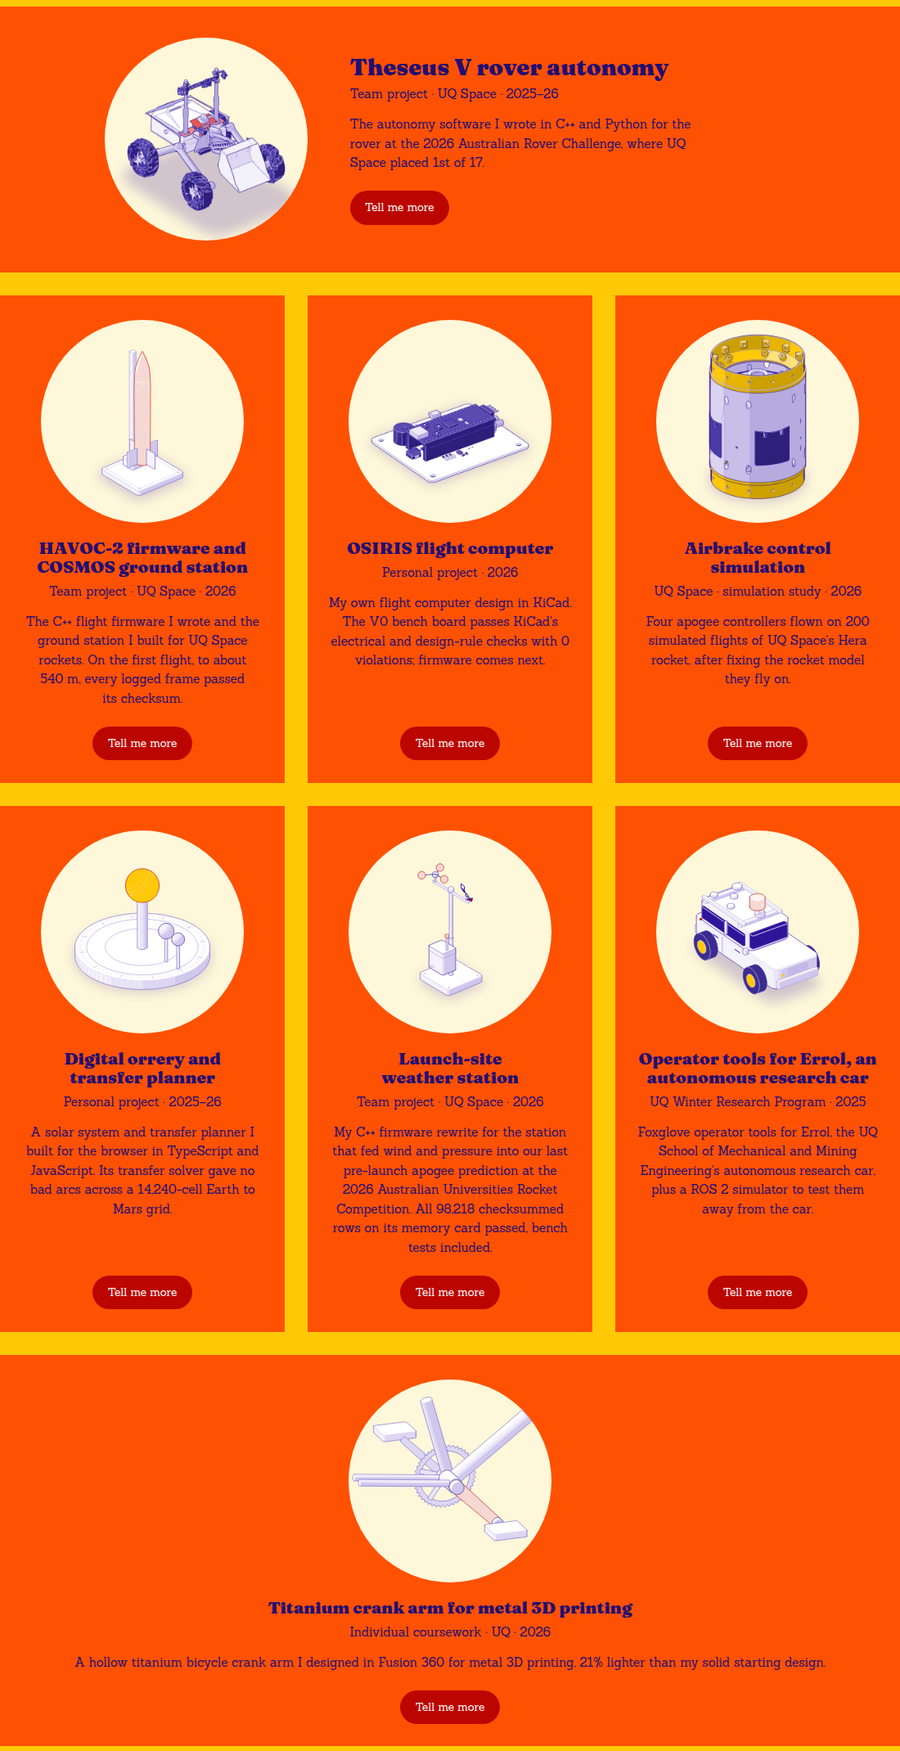 Theseus V rover autonomy
Team project · UQ Space · 2025–26
The autonomy software I wrote in C++ and Python for the
rover at the 2026 Australian Rover Challenge, where UQ
Space placed 1st of 17.
Tell me more
HAVOC-2 firmware and
COSMOS ground station
Team project · UQ Space · 2026
The C++ flight firmware I wrote and the
ground station I built for UQ Space
rockets. On the first flight, to about
540 m, every logged frame passed
its checksum.
Tell me more
OSIRIS flight computer
Personal project · 2026
My own flight computer design in KiCad.
The V0 bench board passes KiCad's
electrical and design-rule checks with 0
violations; firmware comes next.
Tell me more
Airbrake control
simulation
UQ Space · simulation study · 2026
Four apogee controllers flown on 200
simulated flights of UQ Space's Hera
rocket, after fixing the rocket model
they fly on.
Tell me more
Digital orrery and
transfer planner
Personal project · 2025–26
A solar system and transfer planner I
built for the browser in TypeScript and
JavaScript. Its transfer solver gave no
bad arcs across a 14,240-cell Earth to
Mars grid.
Tell me more
Launch-site
weather station
Team project · UQ Space · 2026
My C++ firmware rewrite for the station
that fed wind and pressure into our last
pre-launch apogee prediction at the
2026 Australian Universities Rocket
Competition. All 98,218 checksummed
rows on its memory card passed, bench
tests included.
Tell me more
Operator tools for Errol, an
autonomous research car
UQ Winter Research Program · 2025
Foxglove operator tools for Errol, the UQ
School of Mechanical and Mining
Engineering's autonomous research car,
plus a ROS 2 simulator to test them
away from the car.
Tell me more
Titanium crank arm for metal 3D printing
Individual coursework · UQ · 2026
A hollow titanium bicycle crank arm I designed in Fusion 360 for metal 3D printing, 21% lighter than my solid starting design.
Tell me more